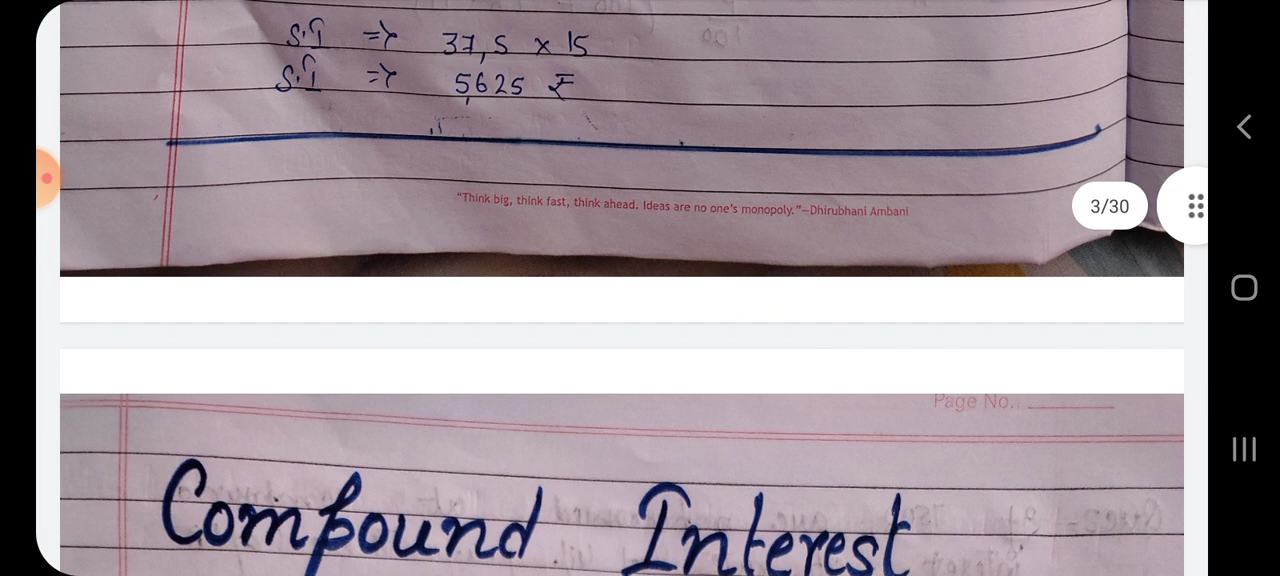 S.I => 37,5 x 15
S.I => 5625 ₹
"Think big, think fast, think ahead. Ideas are no one's monopoly."—Dhirubhani Ambani
3/30
Page No..
Compound Interest